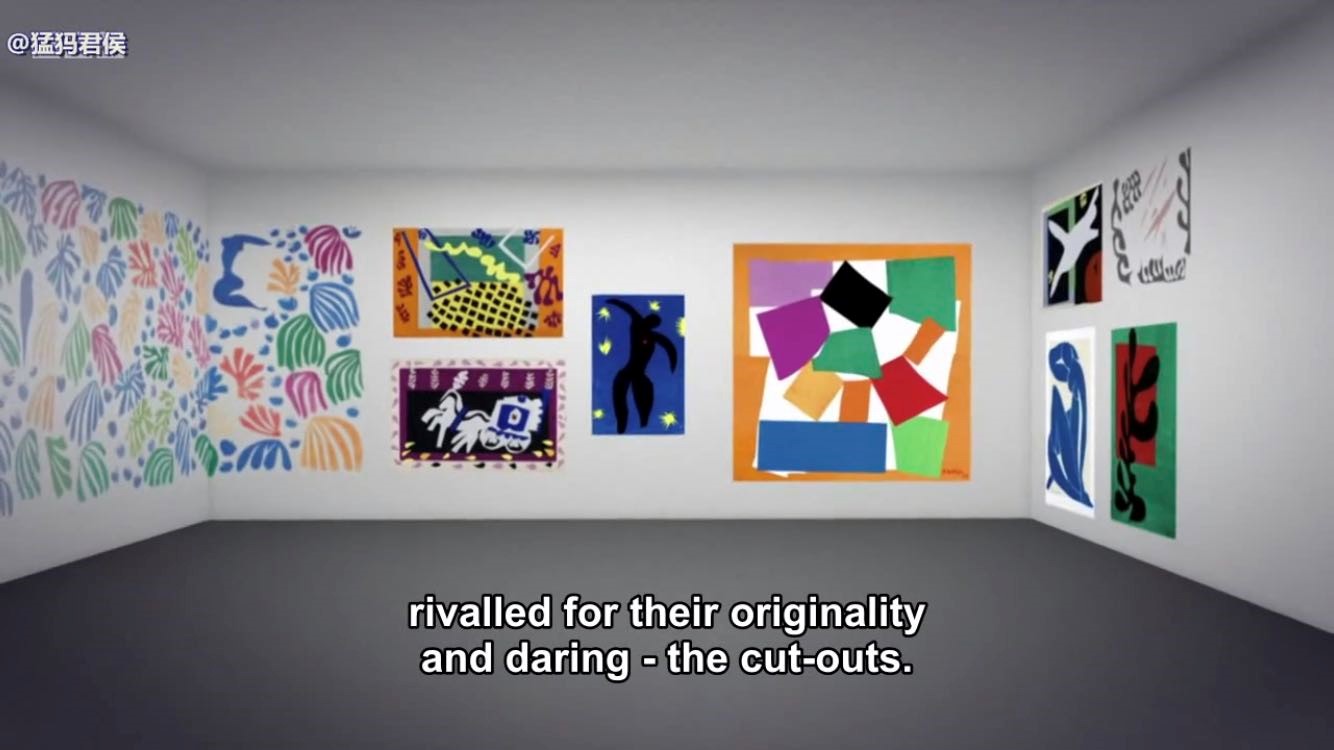 @猛犸君侯
rivalled for their originality
and daring - the cut-outs.